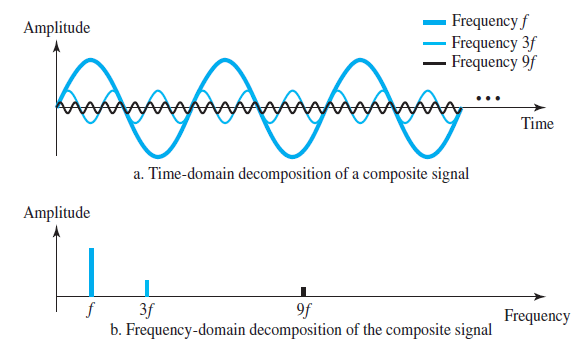 Amplitude
Frequency f
Frequency 3f
Frequency 9f
Time
a. Time-domain decomposition of a composite signal
Amplitude
f 3f 9f
Frequency
b. Frequency-domain decomposition of the composite signal